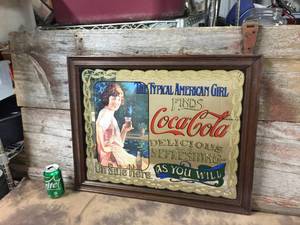 THE TYPICAL AMERICAN GIRL
FINDS
Coca-Cola
DELICIOUS
REFRESHING
On Sale Here
AS YOU WILL